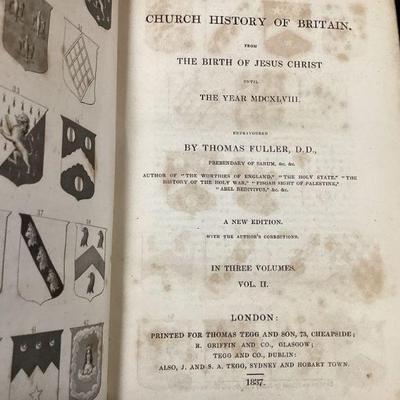 CHURCH HISTORY OF BRITAIN,
FROM
THE BIRTH OF JESUS CHRIST
UNTIL
THE YEAR MDCXLVIII.
ENDEAVOURED
BY THOMAS FULLER, D.D.,
PREBENDARY OF SARUM, &c. &c.
AUTHOR OF "THE WORTHIES OF ENGLAND," "THE HOLY STATE," "THE
HISTORY OF THE HOLY WAR," "PISGAH SIGHT OF PALESTINE,"
"ABEL REDIVIVUS," &c. &c.
A NEW EDITION.
WITH THE AUTHOR'S CORRECTIONS.
IN THREE VOLUMES.
VOL. II.
LONDON:
PRINTED FOR THOMAS TEGG AND SON, 73, CHEAPSIDE;
R. GRIFFIN AND CO., GLASGOW;
TEGG AND CO., DUBLIN:
ALSO, J. AND S. A. TEGG, SYDNEY AND HOBART TOWN.
1837.